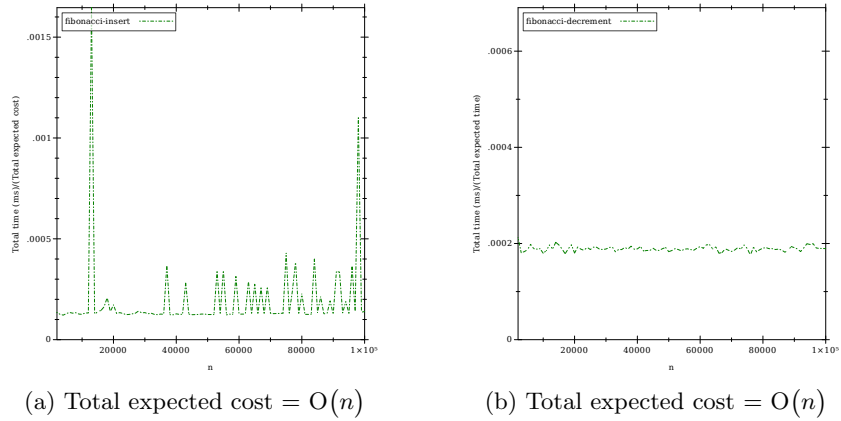 fibonacci-insert
.0015
.001
.0005
0
Total time (ms)/(Total expected cost)
20000 40000 60000 80000 1×10⁵
n
(a) Total expected cost = O(n)
fibonacci-decrement
.0006
.0004
.0002
0
Total time (ms)/(Total expected time)
20000 40000 60000 80000 1×10⁵
n
(b) Total expected cost = O(n)